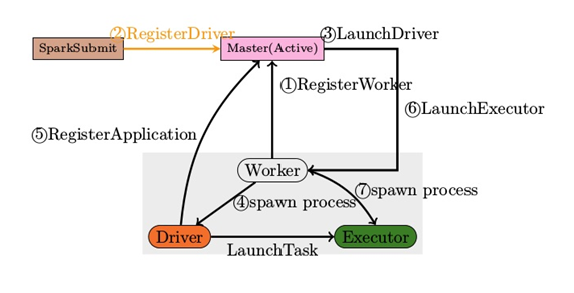 ②RegisterDriver
③LaunchDriver
SparkSubmit
Master(Active)
①RegisterWorker
⑥LaunchExecutor
⑤RegisterApplication
Worker
⑦spawn process
④spawn process
Driver
Executor
LaunchTask